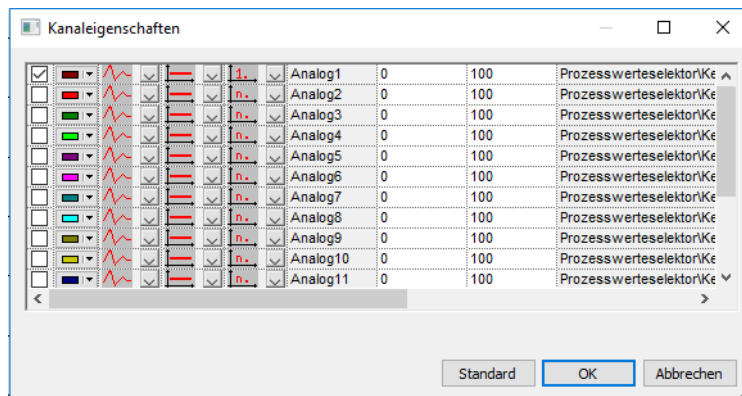 Kanaleigenschaften
1. Analog1 0 100 Prozesswerteselektor\Ke
n. Analog2 0 100 Prozesswerteselektor\Ke
n. Analog3 0 100 Prozesswerteselektor\Ke
n. Analog4 0 100 Prozesswerteselektor\Ke
n. Analog5 0 100 Prozesswerteselektor\Ke
n. Analog6 0 100 Prozesswerteselektor\Ke
n. Analog7 0 100 Prozesswerteselektor\Ke
n. Analog8 0 100 Prozesswerteselektor\Ke
n. Analog9 0 100 Prozesswerteselektor\Ke
n. Analog10 0 100 Prozesswerteselektor\Ke
n. Analog11 0 100 Prozesswerteselektor\Ke
Standard OK Abbrechen